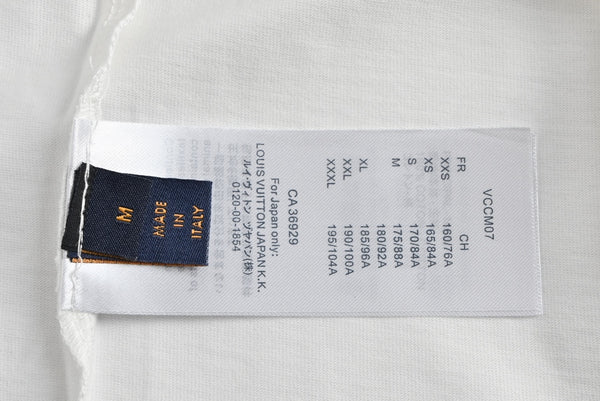 VCCM07
FR CH
XXS 160/76A
XS 165/84A
S 170/84A
M 175/88A
180/92A
XL 185/96A
XXL 190/100A
XXXL 195/104A
CA 36929
For Japan only:
LOUIS VUITTON JAPAN K.K.
ルイ・ヴィトン ジャパン(株)
0120-00-1854
M
MADE
IN
ITALY